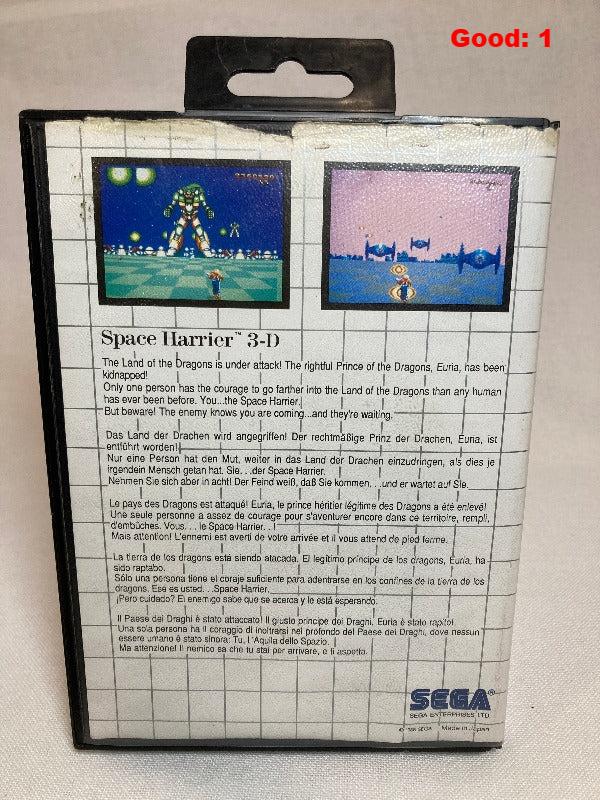 Good: 1
Space Harrier™ 3-D
The Land of the Dragons is under attack! The rightful Prince of the Dragons, Euria, has been
kidnapped!
Only one person has the courage to go farther into the Land of the Dragons than any human
has ever been before. You...the Space Harrier.
But beware! The enemy knows you are coming...and they're waiting.
Das Land der Drachen wird angegriffen! Der rechtmäßige Prinz der Drachen, Euria, ist
entführt worden!
Nur eine Person hat den Mut, weiter in das Land der Drachen einzudringen, als dies je
irgendein Mensch getan hat. Sie. . .der Space Harrier.
Nehmen Sie sich aber in acht! Der Feind weiß, daß Sie kommen. . .und er wartet auf Sie.
Le pays des Dragons est attaqué! Euria, le prince héritier légitime des Dragons a été enlevé!
Une seule personne a assez de courage pour s'aventurer encore dans ce territoire, rempli,
d'embûches. Vous. . . le Space Harrier. . .!
Mais attention! L'ennemi est averti de votre arrivée et il vous attend de pied ferme.
La tierra de los dragones está siendo atacada. El legítimo príncipe de los dragones, Euria, ha
sido raptabo.
Sólo una persona tiene el coraje suficiente para adentrarse en los confines de la tierra de los
dragones. Ese es usted. . .Space Harrier.
¡Pero cuidado? El enemigo sabe que se acerca y le está esperando.
Il Paese dei Draghi è stato attaccato! Il giusto principe dei Draghi, Euria è stato rapito!
Una sola persona ha il coraggio di inoltrarsi nel profondo del Paese dei Draghi, dove nessun
essere umano è stato sinora: Tu, l'Aquila dello Spazio.
Ma attenzione! Il nemico sa che tu stai per arrivare, e ti aspetta.
SEGA®
SEGA ENTERPRISES LTD.
SEGA Made in Japan